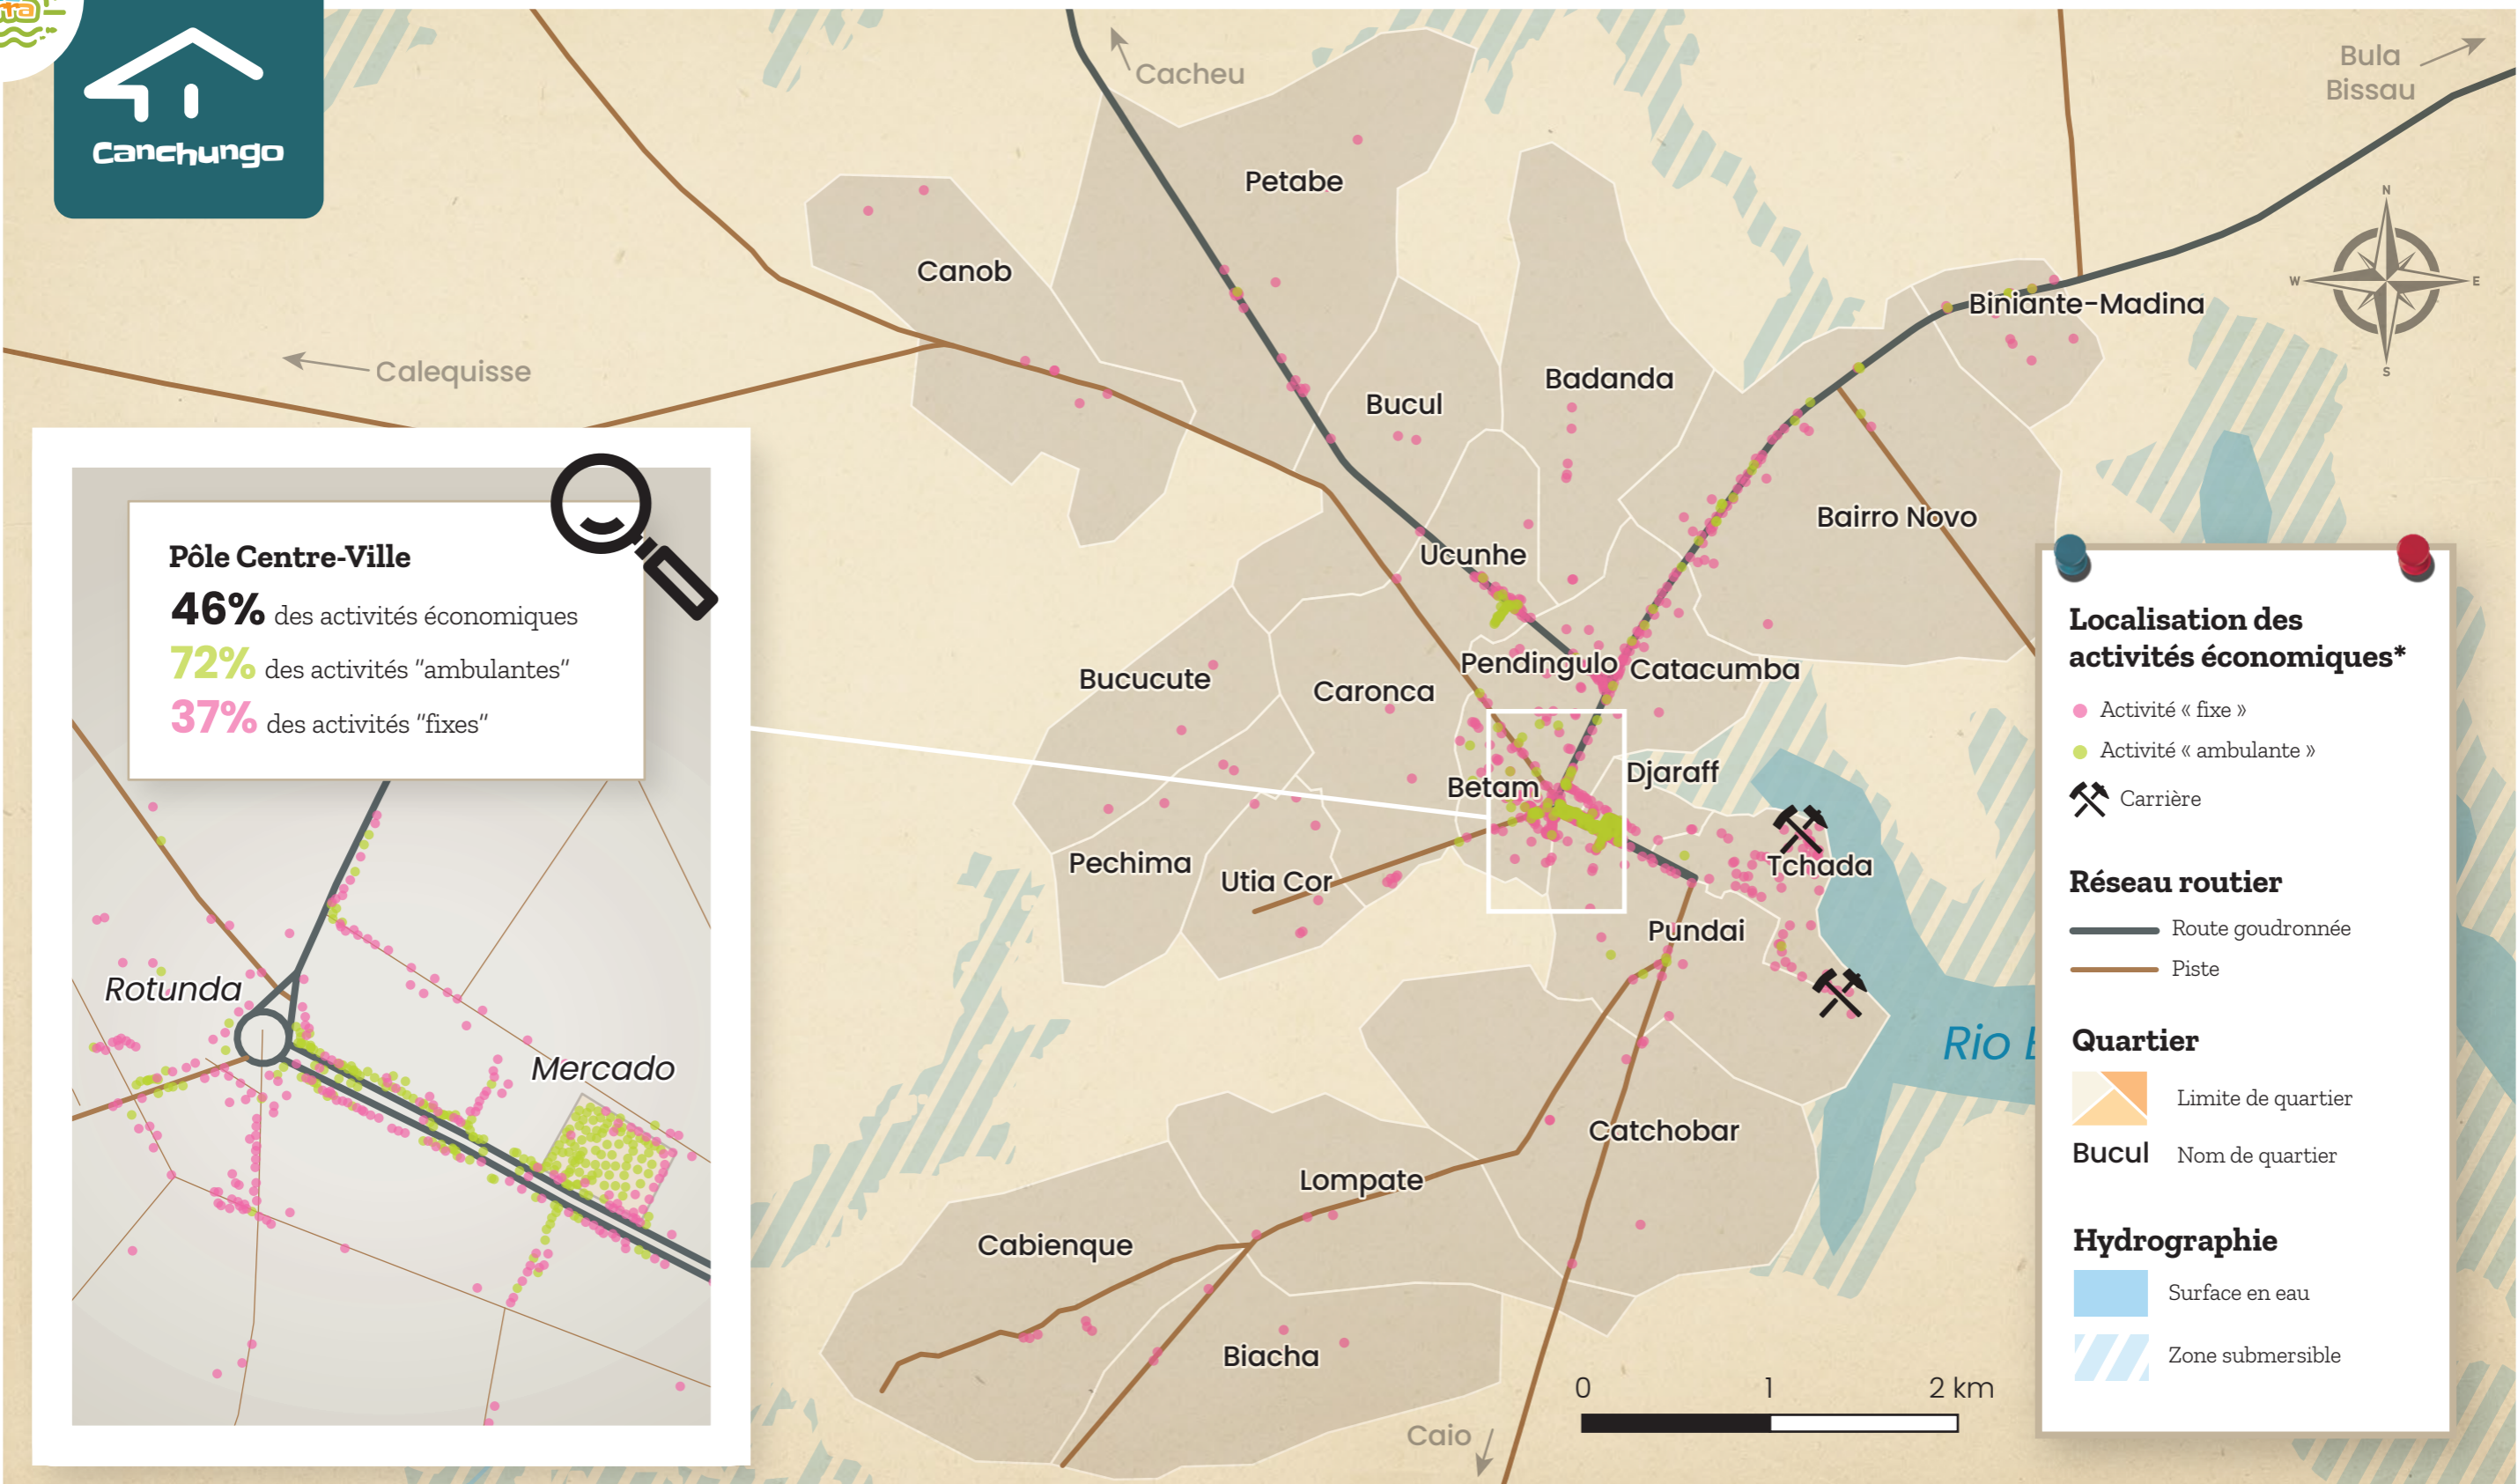 Canchungo
Cacheu
Bula
Bissau
Calequisse
Petabe
Canob
Biniante-Madina
Bucul
Badanda
Bairro Novo
Ucunhe
Pendingulo
Catacumba
Bucucute
Caronca
Betam
Djaraff
Pechima
Utia Cor
Tchada
Pundai
Catchobar
Lompate
Cabienque
Biacha
Caio
Rio
N
W
E
S
0 1 2 km
Pôle Centre-Ville
46% des activités économiques
72% des activités "ambulantes"
37% des activités "fixes"
Rotunda
Mercado
Localisation des
activités économiques*
Activité « fixe »
Activité « ambulante »
Carrière
Réseau routier
Route goudronnée
Piste
Quartier
Limite de quartier
Bucul Nom de quartier
Hydrographie
Surface en eau
Zone submersible